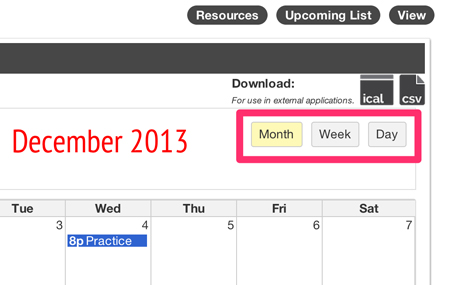 Resources Upcoming List View
Download:
For use in external applications. ical csv
December 2013 Month Week Day
Tue Wed Thu Fri Sat
3 4 5 6 7
8p Practice